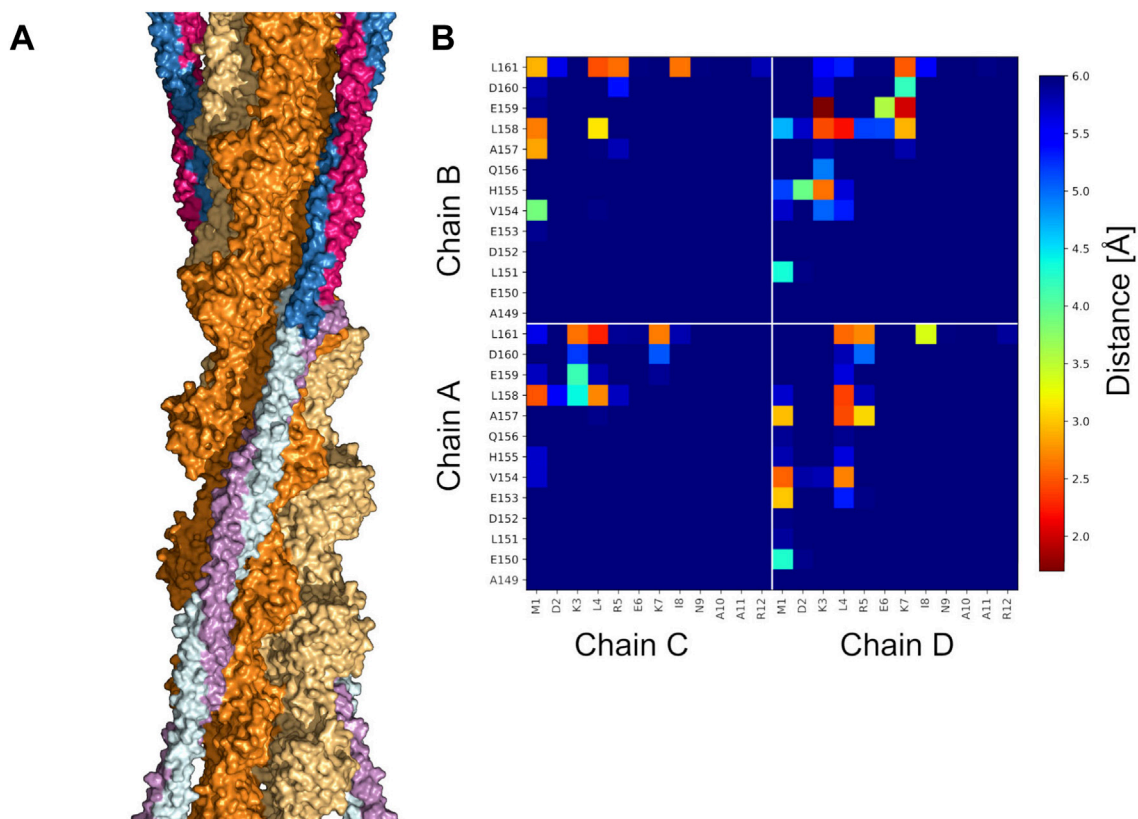 A
B
Chain B
L161
D160
E159
L158
A157
Q156
H155
V154
E153
D152
L151
E150
A149
Chain A
L161
D160
E159
L158
A157
Q156
H155
V154
E153
D152
L151
E150
A149
M1 D2 K3 L4 R5 E6 K7 I8 N9 A10 A11 R12 M1 D2 K3 L4 R5 E6 K7 I8 N9 A10 A11 R12
Chain C Chain D
6.0
5.5
5.0
4.5
4.0
3.5
3.0
2.5
2.0
Distance [Å]